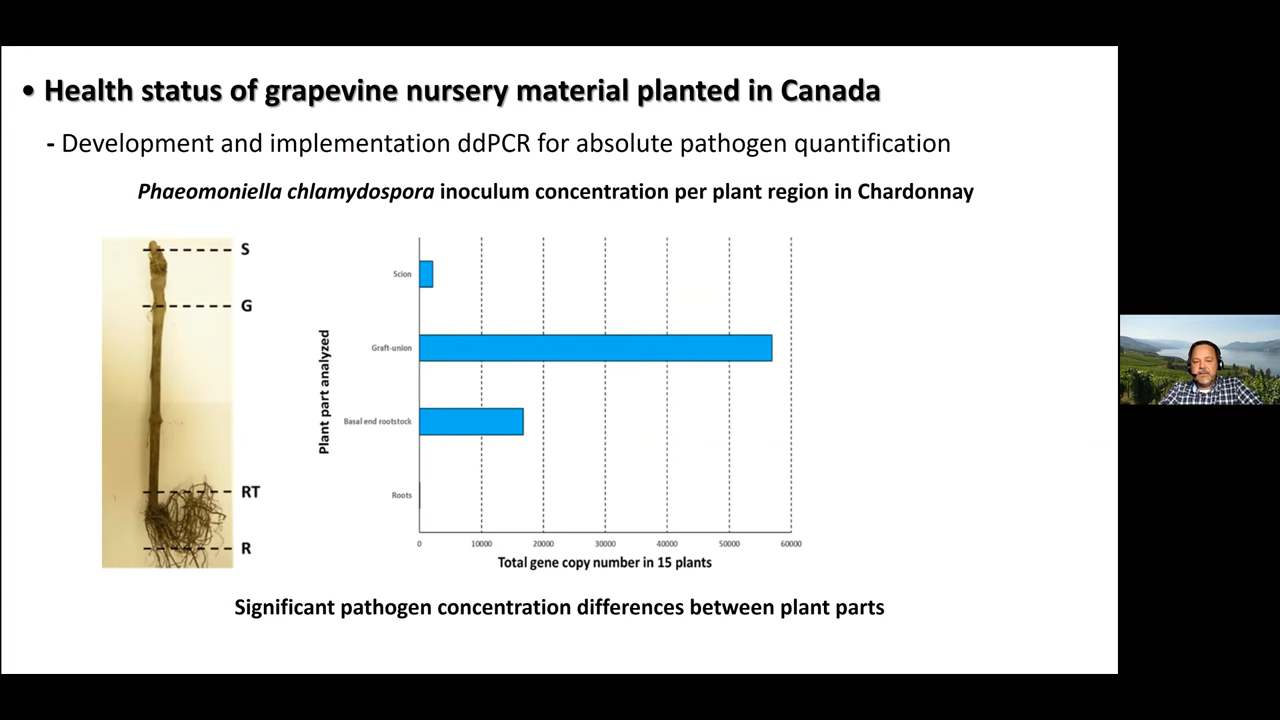 • Health status of grapevine nursery material planted in Canada
- Development and implementation ddPCR for absolute pathogen quantification
Phaeomoniella chlamydospora inoculum concentration per plant region in Chardonnay
S
G
RT
R
Plant part analyzed
Scion
Graft-union
Basal end rootstock
Roots
0 10000 20000 30000 40000 50000 60000
Total gene copy number in 15 plants
Significant pathogen concentration differences between plant parts